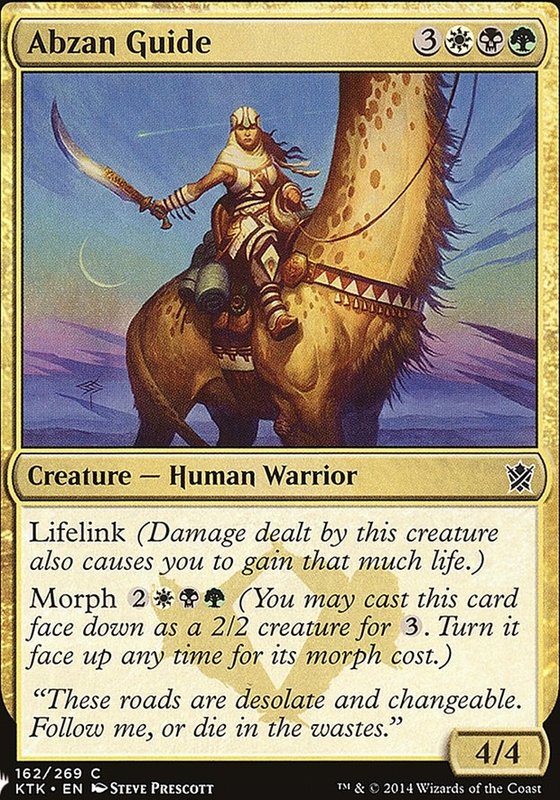 Abzan Guide 3
Creature — Human Warrior
Lifelink (Damage dealt by this creature
also causes you to gain that much life.)
Morph 2 (You may cast this card
face down as a 2/2 creature for 3. Turn it
face up any time for its morph cost.)
“These roads are desolate and changeable.
Follow me, or die in the wastes.”
4/4
162/269 C
KTK • EN Steve Prescott
™ & © 2014 Wizards of the Coast